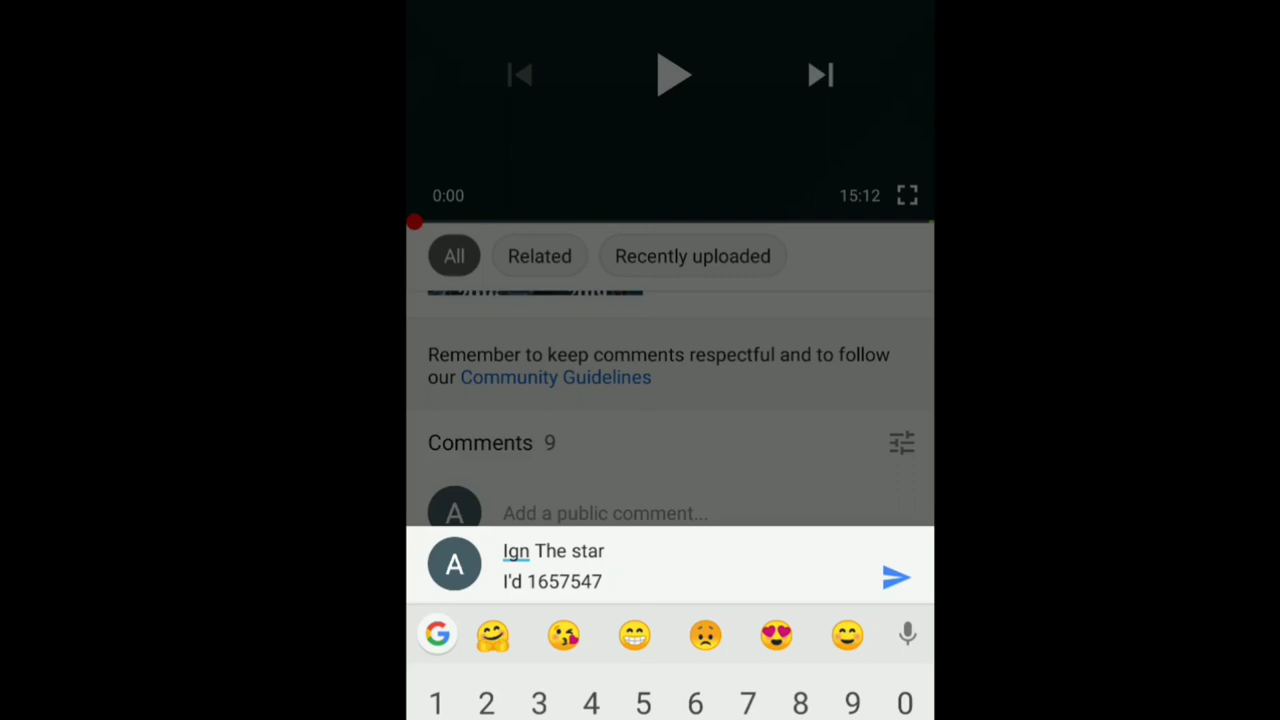 0:00
15:12
All
Related
Recently uploaded
Remember to keep comments respectful and to follow
our Community Guidelines
Comments 9
A
Add a public comment...
A
Ign The star
I'd 1657547
G
1 2 3 4 5 6 7 8 9 0